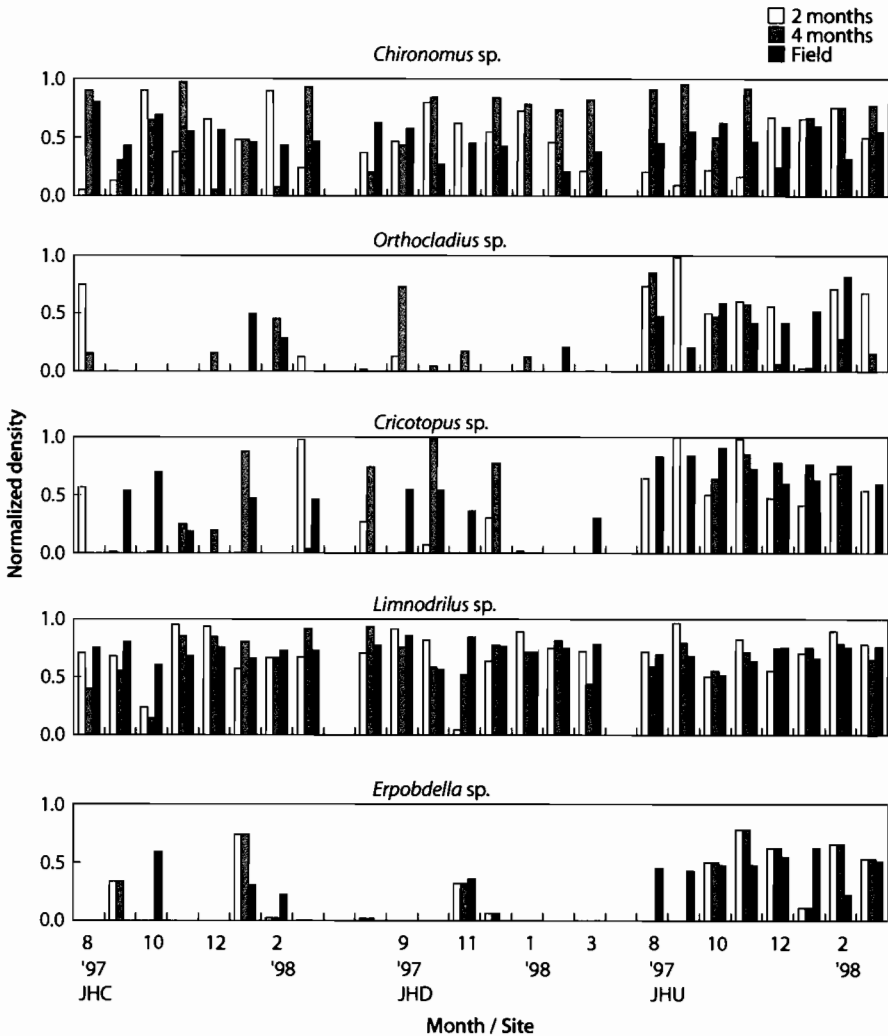 2 months
4 months
Field
Chironomus sp.
1.0
0.5
0.0
Orthocladius sp.
1.0
0.5
0.0
Cricotopus sp.
1.0
0.5
0.0
Limnodrilus sp.
1.0
0.5
0.0
Erpobdella sp.
1.0
0.5
0.0
Normalized density
8 10 12 2 9 11 1 3 8 10 12 2
'97 '98 '97 '98 '97 '98
JHC JHD JHU
Month / Site